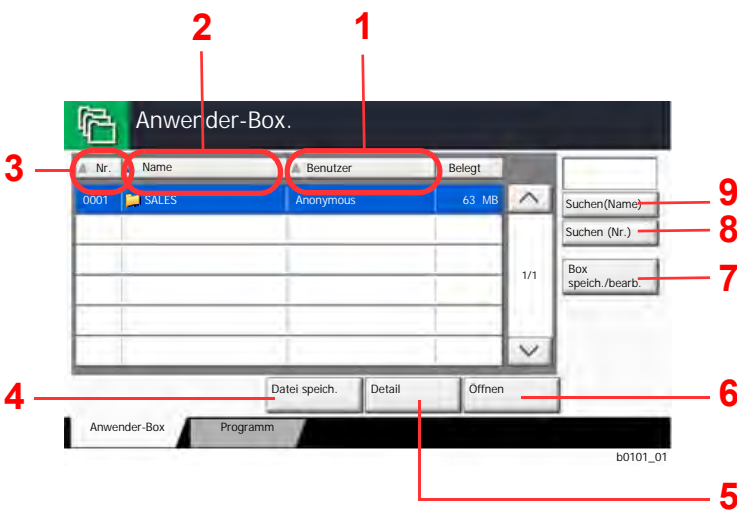 2
1
Anwender-Box.
3
Nr. Name Benutzer Belegt
0001 SALES Anonymous 63 MB
9
Suchen(Name)
8
Suchen (Nr.)
7
Box
speich./bearb.
1/1
4
Datei speich. Detail Öffnen
6
Anwender-Box Programm
b0101_01
5